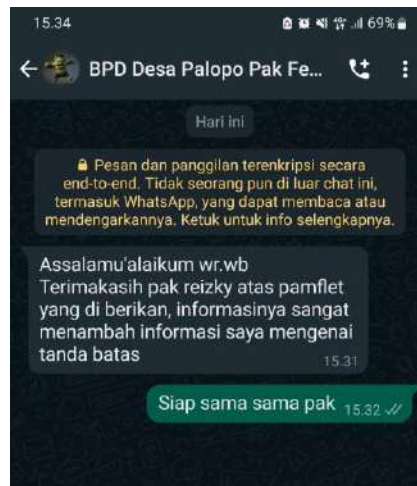 15.34
69%
BPD Desa Palopo Pak Fe...
Hari ini
Pesan dan panggilan terenkripsi secara
end-to-end. Tidak seorang pun di luar chat ini,
termasuk WhatsApp, yang dapat membaca atau
mendengarkannya. Ketuk untuk info selengkapnya.
Assalamu'alaikum wr.wb
Terimakasih pak reizky atas pamflet
yang di berikan, informasinya sangat
menambah informasi saya mengenai
tanda batas
15.31
Siap sama sama pak 15.32